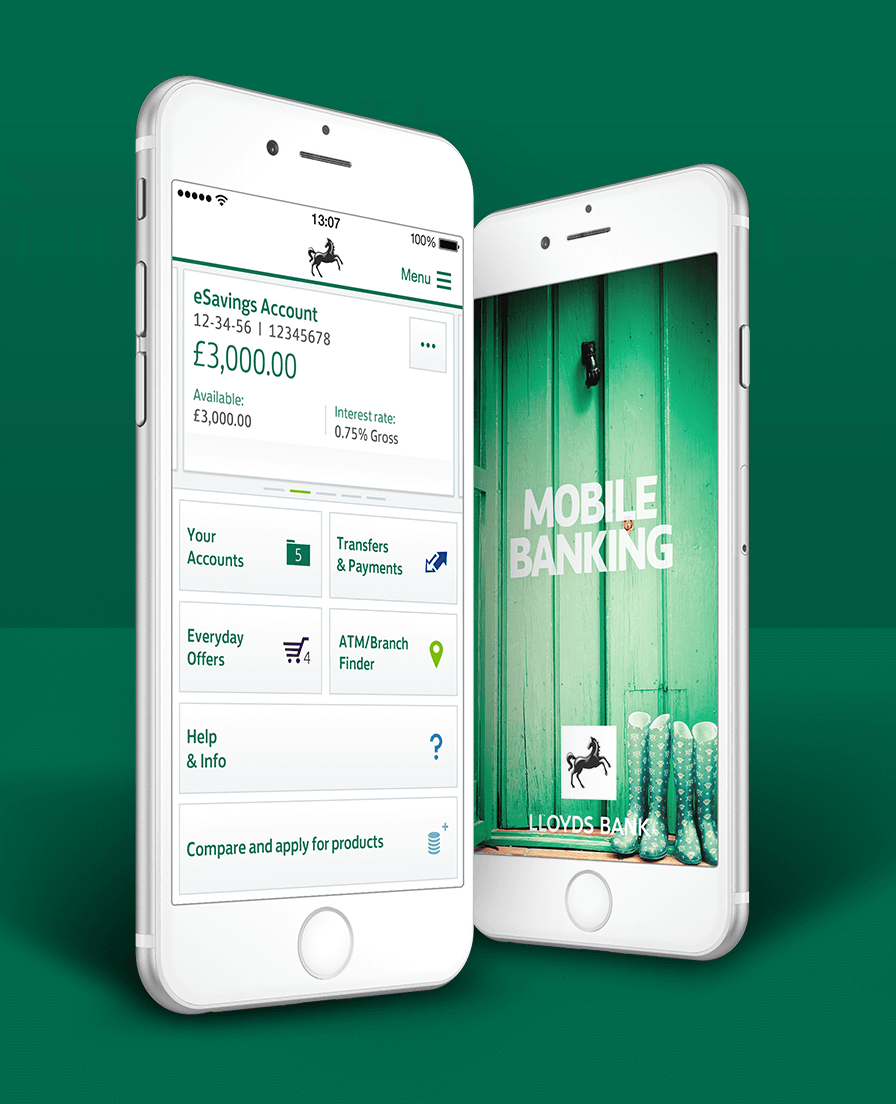 13:07
100%
Menu
eSavings Account
12-34-56 | 12345678
£3,000.00
Available:
£3,000.00
Interest rate:
0.75% Gross
Your
Accounts
5
Transfers
& Payments
Everyday
Offers
4
ATM/Branch
Finder
Help
& Info
?
Compare and apply for products
MOBILE
BANKING
LLOYDS BANK